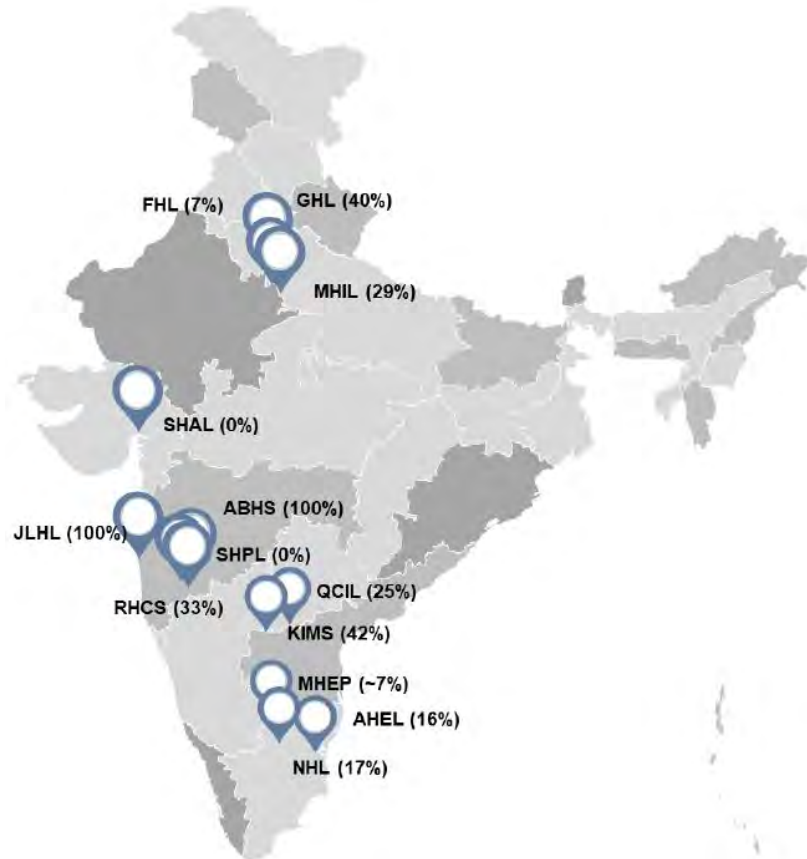 GHL (40%)
FHL (7%)
MHIL (29%)
SHAL (0%)
ABHS (100%)
JLHL (100%)
SHPL (0%)
QCIL (25%)
RHCS (33%)
KIMS (42%)
MHEP (~7%)
AHEL (16%)
NHL (17%)